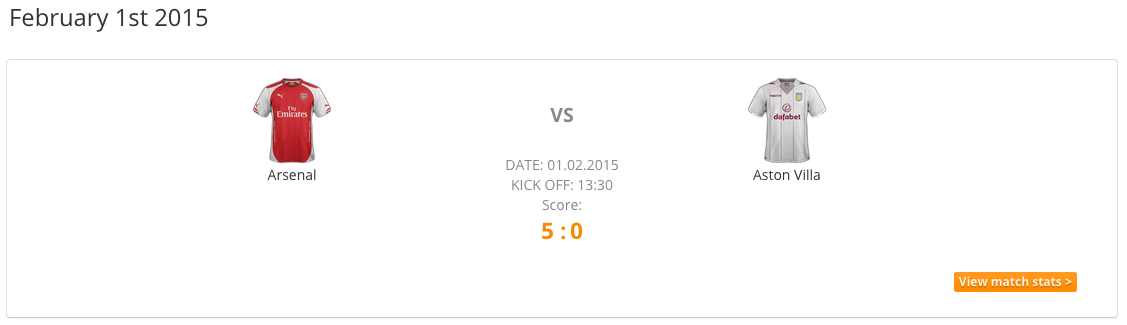 February 1st 2015
VS
Fly
Emirates
dafabet
DATE: 01.02.2015
KICK OFF: 13:30
Score:
5 : 0
Arsenal
Aston Villa
View match stats >